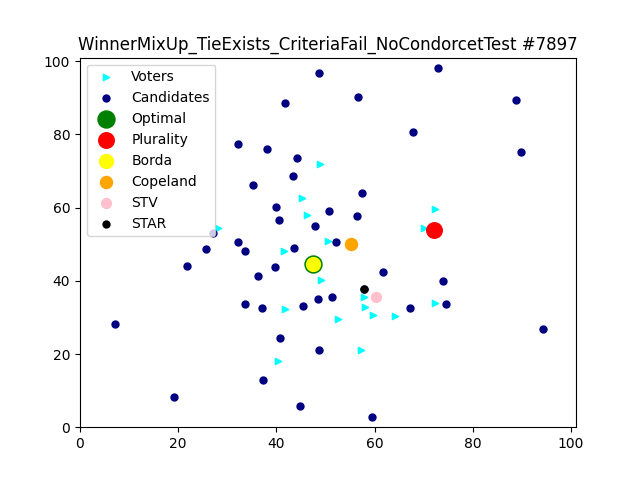 WinnerMixUp_TieExists_CriteriaFail_NoCondorcetTest #7897
100
80
60
40
20
0
0 20 40 60 80 100
Voters
Candidates
Optimal
Plurality
Borda
Copeland
STV
STAR